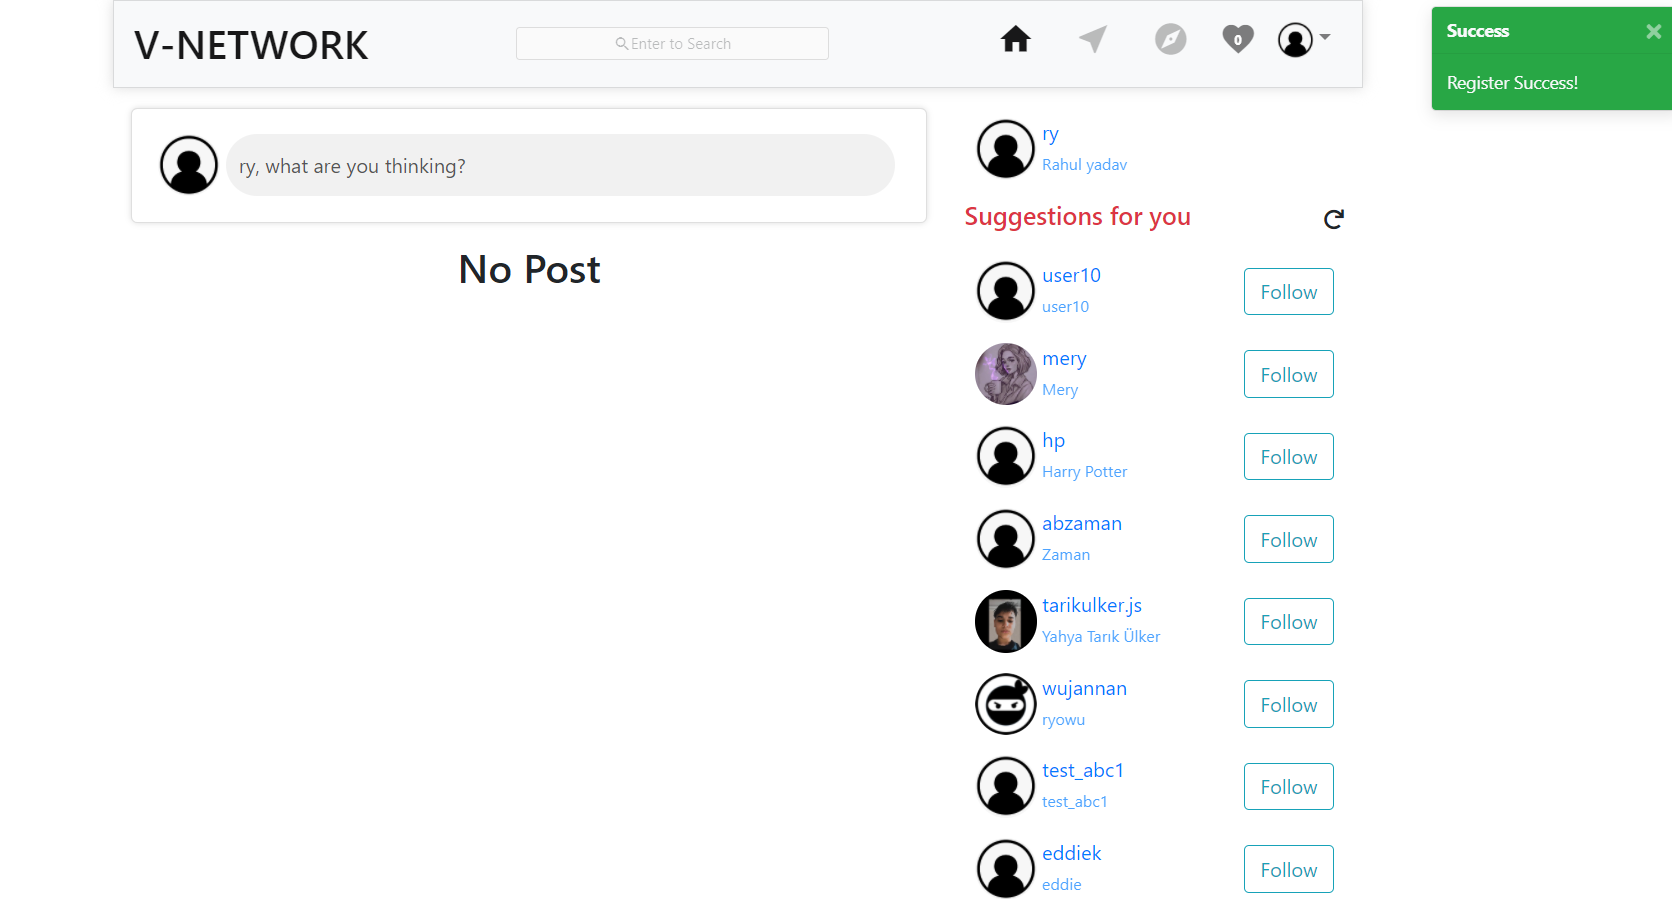 V-NETWORK
Enter to Search
0
Success
Register Success!
ry, what are you thinking?
No Post
ry
Rahul yadav
Suggestions for you
user10
user10
Follow
mery
Mery
Follow
hp
Harry Potter
Follow
abzaman
Zaman
Follow
tarikulker.js
Yahya Tarık Ülker
Follow
wujannan
ryowu
Follow
test_abc1
test_abc1
Follow
eddiek
eddie
Follow